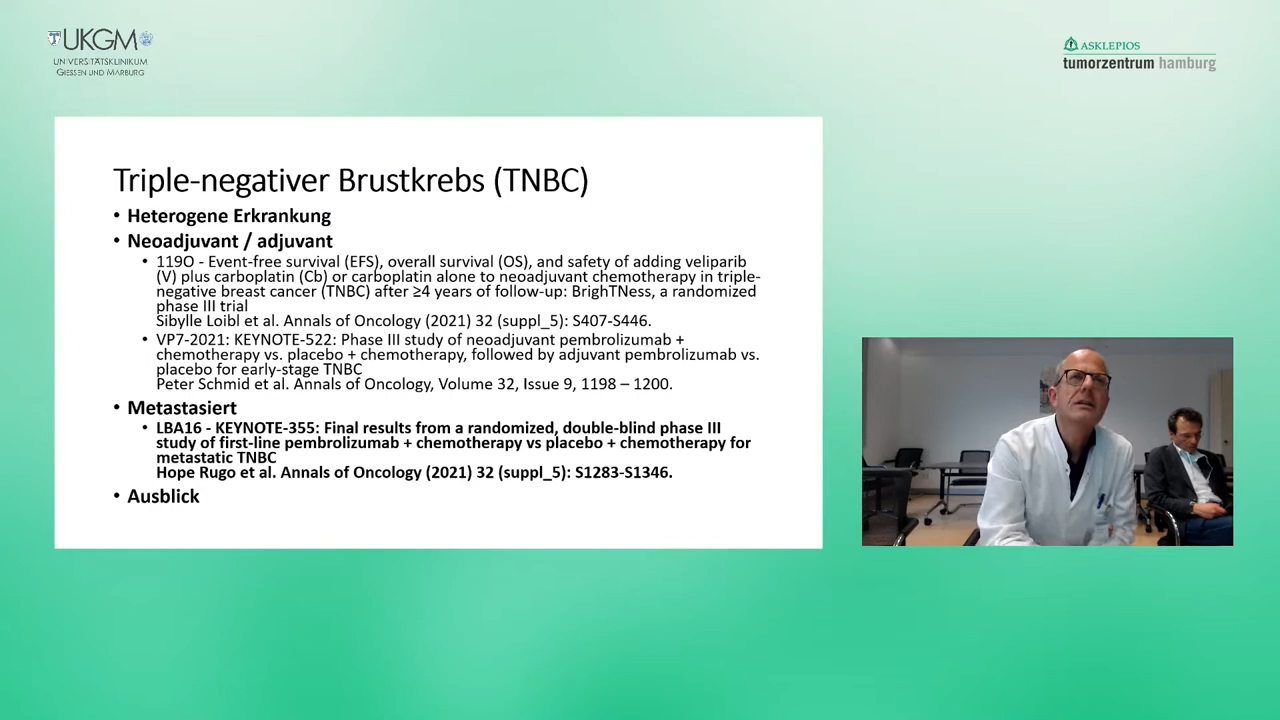 UKGM
UNIVERSITÄTSKLINIKUM
GIESSEN UND MARBURG
ASKLEPIOS
tumorzentrum hamburg
Triple-negativer Brustkrebs (TNBC)
• Heterogene Erkrankung
• Neoadjuvant / adjuvant
• 119O - Event-free survival (EFS), overall survival (OS), and safety of adding veliparib
(V) plus carboplatin (Cb) or carboplatin alone to neoadjuvant chemotherapy in triple-
negative breast cancer (TNBC) after ≥4 years of follow-up: BrighTNess, a randomized
phase III trial
Sibylle Loibl et al. Annals of Oncology (2021) 32 (suppl_5): S407-S446.
• VP7-2021: KEYNOTE-522: Phase III study of neoadjuvant pembrolizumab +
chemotherapy vs. placebo + chemotherapy, followed by adjuvant pembrolizumab vs.
placebo for early-stage TNBC
Peter Schmid et al. Annals of Oncology, Volume 32, Issue 9, 1198 – 1200.
• Metastasiert
• LBA16 - KEYNOTE-355: Final results from a randomized, double-blind phase III
study of first-line pembrolizumab + chemotherapy vs placebo + chemotherapy for
metastatic TNBC
Hope Rugo et al. Annals of Oncology (2021) 32 (suppl_5): S1283-S1346.
• Ausblick